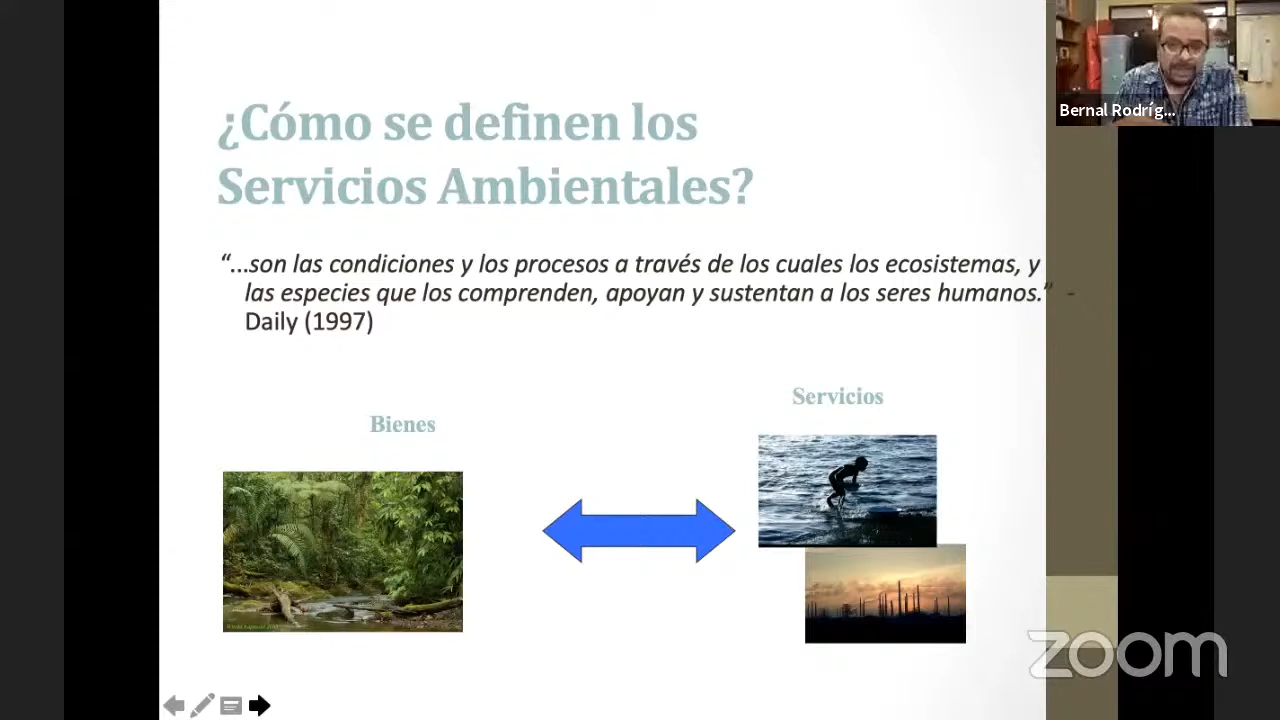 ¿Cómo se definen los
Servicios Ambientales?
“...son las condiciones y los procesos a través de los cuales los ecosistemas, y
las especies que los comprenden, apoyan y sustentan a los seres humanos.” -
Daily (1997)
Bienes
Servicios
Bernal Rodríg...
zoom